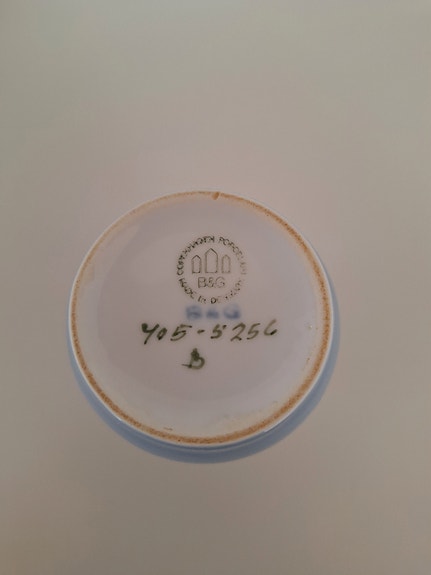 COPENHAGEN PORCELAIN
B&G
MADE IN DENMARK
B&G
405-5256
B